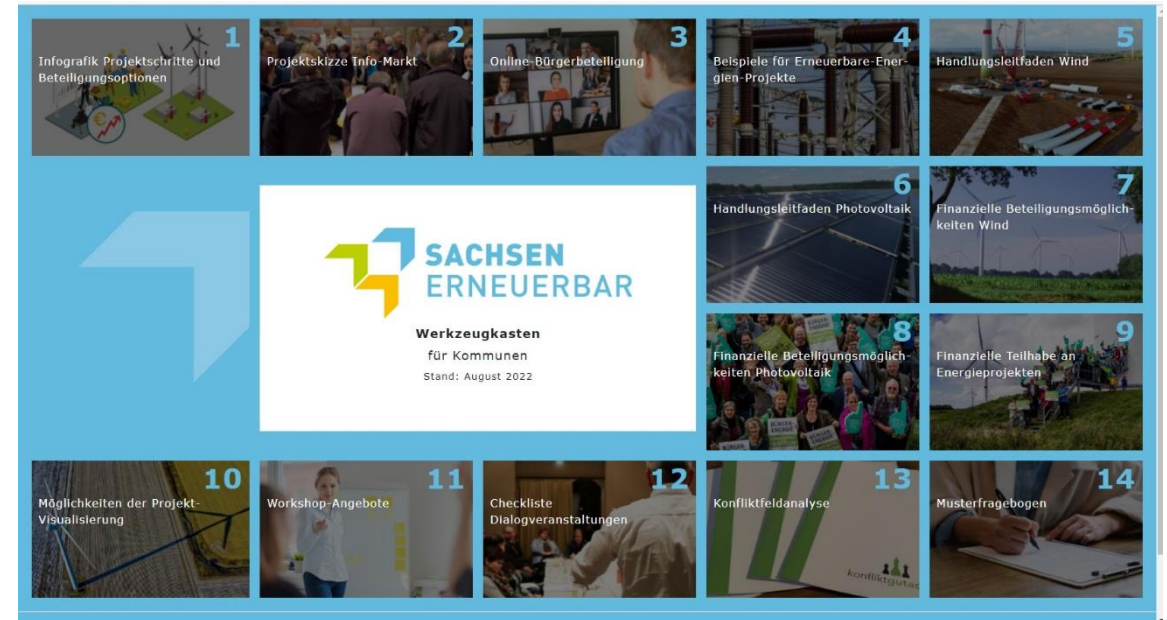 1
Infografik Projektschritte und
Beteiligungsoptionen
2
Projektskizze Info-Markt
3
Online-Bürgerbeteiligung
4
Beispiele für Erneuerbare-Ener-
gien-Projekte
5
Handlungsleitfaden Wind
6
Handlungsleitfaden Photovoltaik
7
Finanzielle Beteiligungsmöglich-
keiten Wind
SACHSEN
ERNEUERBAR
Werkzeugkasten
für Kommunen
Stand: August 2022
8
Finanzielle Beteiligungsmöglich-
keiten Photovoltaik
BÜRGER
ENERGIE
9
Finanzielle Teilhabe an
Energieprojekten
10
Möglichkeiten der Projekt-
Visualisierung
11
Workshop-Angebote
12
Checkliste
Dialogveranstaltungen
13
Konfliktfeldanalyse
14
Musterfragebogen